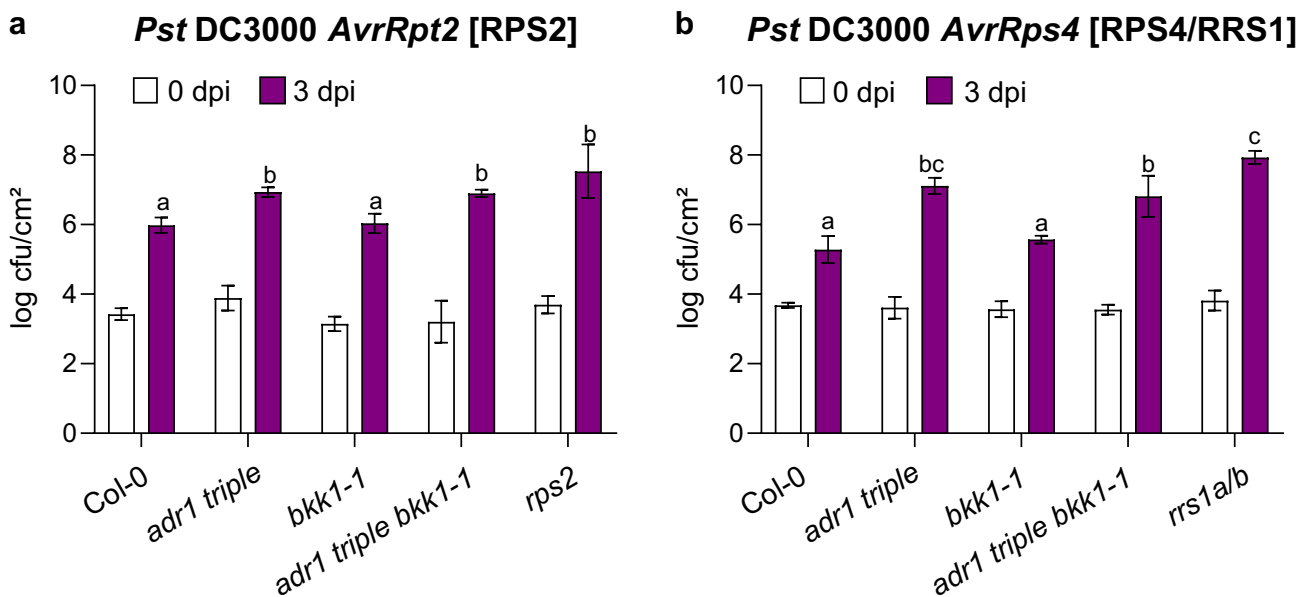 a
Pst DC3000 AvrRpt2 [RPS2]
0 dpi
3 dpi
log cfu/cm²
10
8
6
4
2
0
a
b
a
b
b
Col-0
adr1 triple
bkk1-1
adr1 triple bkk1-1
rps2
b
Pst DC3000 AvrRps4 [RPS4/RRS1]
0 dpi
3 dpi
log cfu/cm²
10
8
6
4
2
0
a
bc
a
b
c
Col-0
adr1 triple
bkk1-1
adr1 triple bkk1-1
rrs1a/b